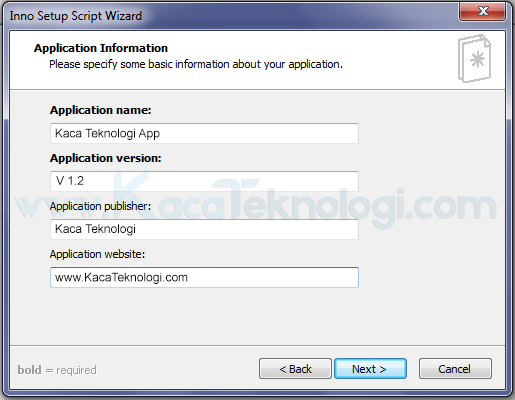 Inno Setup Script Wizard
Application Information
Please specify some basic information about your application.
Application name:
Kaca Teknologi App
Application version:
V 1.2
www.KacaTeknologi.com
Application publisher:
Kaca Teknologi
Application website:
www.KacaTeknologi.com
bold = required
< Back
Next >
Cancel